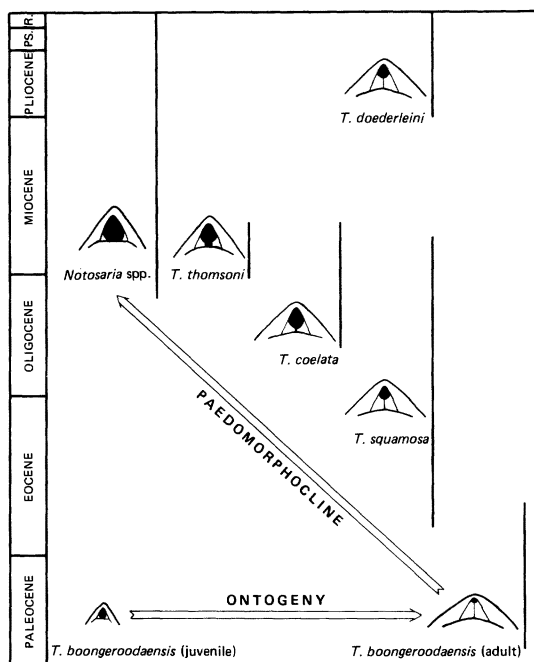 PS. R.
PLIOCENE
MIOCENE
OLIGOCENE
EOCENE
PALEOCENE
T. doederleini
Notosaria spp.
T. thomsoni
T. coelata
T. squamosa
PAEDOMORPHOCLINE
ONTOGENY
T. boongeroodaensis (juvenile)
T. boongeroodaensis (adult)